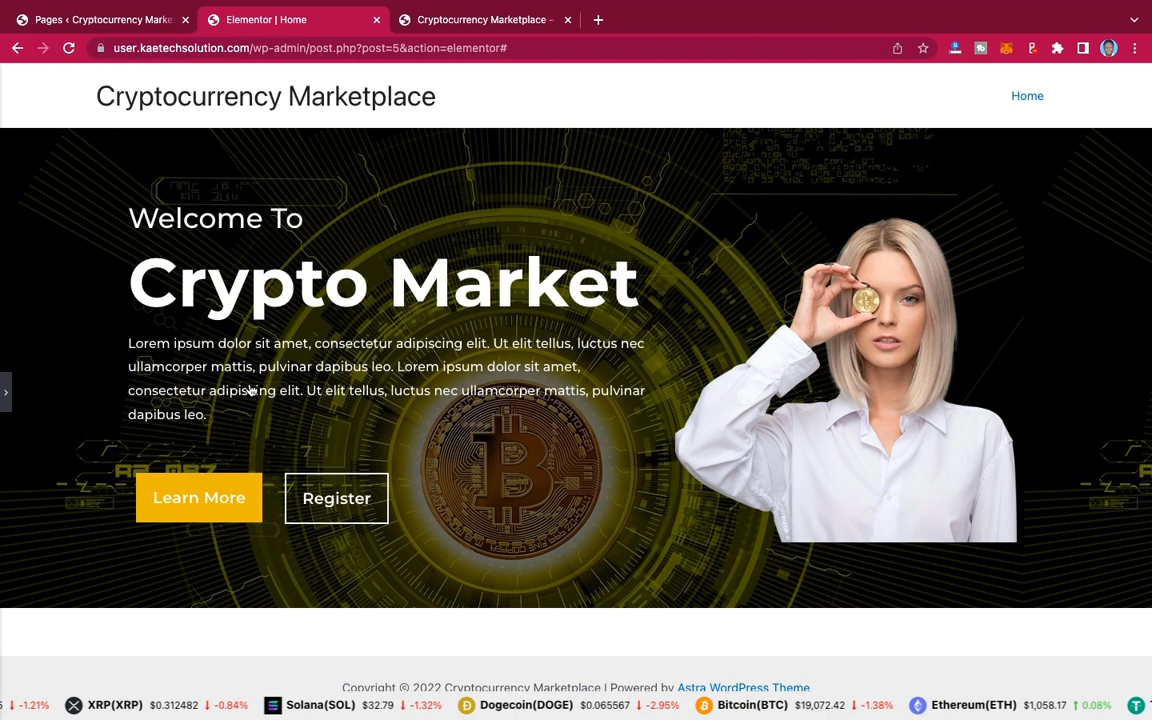 Pages ‹ Cryptocurrency Marke
Elementor | Home
Cryptocurrency Marketplace –
user.kaetechsolution.com/wp-admin/post.php?post=5&action=elementor#
Cryptocurrency Marketplace
Home
Welcome To
Crypto Market
Lorem ipsum dolor sit amet, consectetur adipiscing elit. Ut elit tellus, luctus nec
ullamcorper mattis, pulvinar dapibus leo. Lorem ipsum dolor sit amet,
consectetur adipiscing elit. Ut elit tellus, luctus nec ullamcorper mattis, pulvinar
dapibus leo.
Learn More
Register
Copyright © 2022 Cryptocurrency Marketplace | Powered by Astra WordPress Theme
-1.21% XRP(XRP) $0.312482 -0.84% Solana(SOL) $32.79 -1.32% Dogecoin(DOGE) $0.065567 -2.95% Bitcoin(BTC) $19,072.42 -1.38% Ethereum(ETH) $1,058.17 0.08%